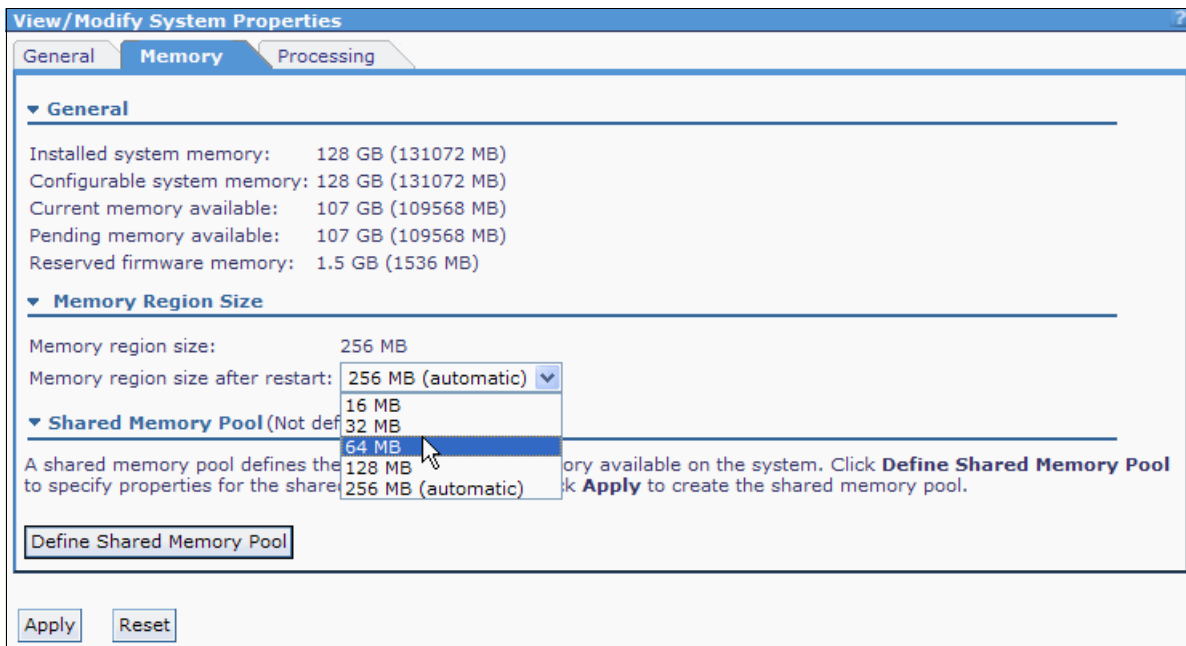 View/Modify System Properties ?
General Memory Processing
General
Installed system memory: 128 GB (131072 MB)
Configurable system memory: 128 GB (131072 MB)
Current memory available: 107 GB (109568 MB)
Pending memory available: 107 GB (109568 MB)
Reserved firmware memory: 1.5 GB (1536 MB)
Memory Region Size
Memory region size: 256 MB
Memory region size after restart: 256 MB (automatic)
16 MB
Shared Memory Pool (Not def
32 MB
64 MB
A shared memory pool defines the 128 MB ory available on the system. Click Define Shared Memory Pool
to specify properties for the share 256 MB (automatic) k Apply to create the shared memory pool.
Define Shared Memory Pool
Apply Reset